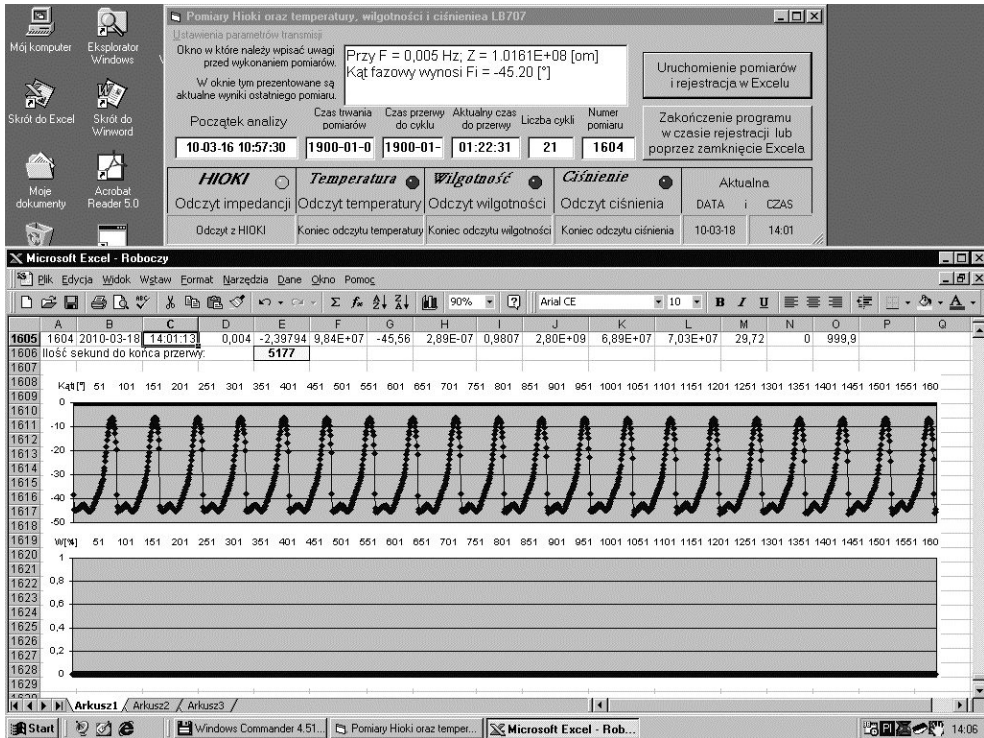 Mój komputer
Eksplorator Windows
Skrót do Excel
Skrót do Winword
Moje dokumenty
Acrobat Reader 5.0
Pomiary Hioki oraz temperatury, wilgotności i ciśnieniea LB707
Ustawienia parametrów transmisji
Okno w które należy wpisać uwagi
przed wykonaniem pomiarów.
W oknie tym prezentowane są
aktualne wyniki ostatniego pomiaru.
Przy F = 0,005 Hz; Z = 1.0161E+08 [om]
Kąt fazowy wynosi Fi = -45.20 [°]
Uruchomienie pomiarów
i rejestracja w Excelu
Początek analizy
Czas trwania pomiarów
Czas przerwy do cyklu
Aktualny czas do przerwy
Liczba cykli
Numer pomiaru
10-03-16 10:57:30
1900-01-0
1900-01-
01:22:31
21
1604
Zakończenie programu
w czasie rejestracji lub
poprzez zamknięcie Excela
HIOKI
Temperatura
Wilgotność
Ciśnienie
Aktualna
Odczyt impedancji
Odczyt temperatury
Odczyt wilgotności
Odczyt ciśnienia
DATA i CZAS
Odczyt z HIOKI
Koniec odczytu temperatury
Koniec odczytu wilgotności
Koniec odczytu ciśnienia
10-03-18
14:01
Microsoft Excel - Roboczy
Plik Edycja Widok Wstaw Format Narzędzia Dane Okno Pomoc
90%
Arial CE
10
B I U
A B C D E F G H I J K L M N O P Q
1605 1604 2010-03-18 14:01:13 0,004 -2,39794 9,84E+07 -45,56 2,89E-07 0,9807 2,80E+09 6,89E+07 7,03E+07 29,72 0 999,9
1606 Ilość sekund do końca przerwy: 5177
1607
1608
1609
1610
1611
1612
1613
1614
1615
1616
1617
1618
1619
1620
1621
1622
1623
1624
1625
1626
1627
1628
1629
Kąt[°] 51 101 151 201 251 301 351 401 451 501 551 601 651 701 751 801 851 901 951 1001 1051 1101 1151 1201 1251 1301 1351 1401 1451 1501 1551 160
0
-10
-20
-30
-40
-50
W[%] 51 101 151 201 251 301 351 401 451 501 551 601 651 701 751 801 851 901 951 1001 1051 1101 1151 1201 1251 1301 1351 1401 1451 1501 1551 160
1
0,8
0,6
0,4
0,2
0
Arkusz1 Arkusz2 Arkusz3
Start
Windows Commander 4.51...
Pomiary Hioki oraz temper...
Microsoft Excel - Rob...
Pl
14:06